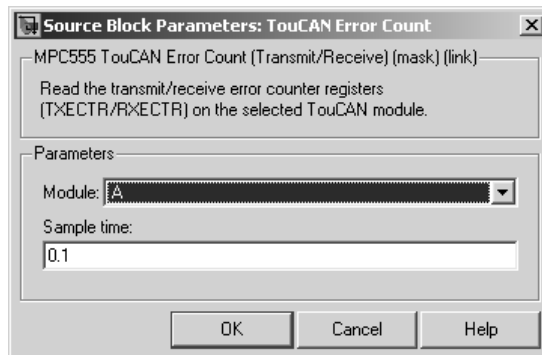 Source Block Parameters: TouCAN Error Count
MPC555 TouCAN Error Count (Transmit/Receive) (mask) (link)
Read the transmit/receive error counter registers
(TXECTR/RXECTR) on the selected TouCAN module.
Parameters
Module: A
Sample time:
0.1
OK Cancel Help